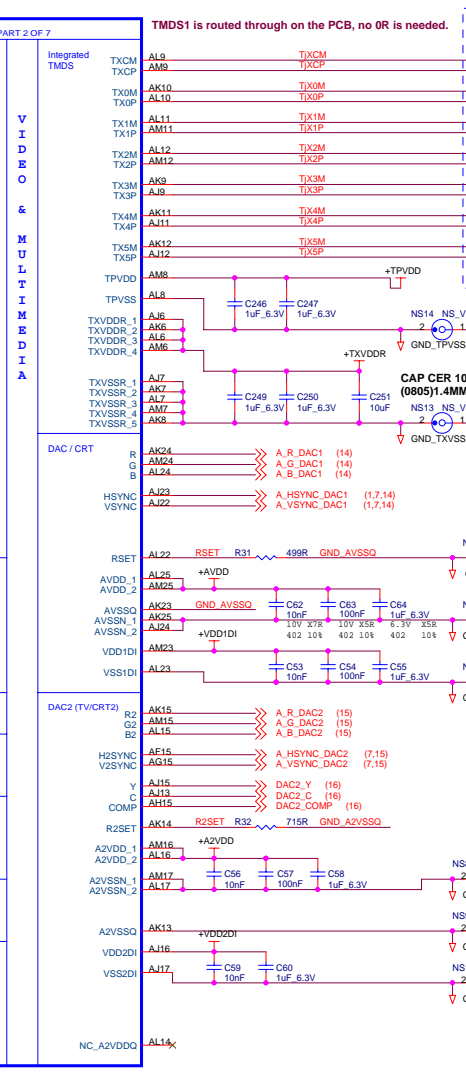 PART 2 OF 7
TMDS1 is routed through on the PCB, no 0R is needed.
Integrated
TMDS
VIDEO & MULTIMEDIA
TXCM AL9 TjXCM
TXCP AM9 TjXCP
TX0M AK10 TjX0M
TX0P AL10 TjX0P
TX1M AL11 TjX1M
TX1P AM11 TjX1P
TX2M AL12 TjX2M
TX2P AM12 TjX2P
TX3M AK9 TjX3M
TX3P AJ9 TjX3P
TX4M AK11 TjX4M
TX4P AJ11 TjX4P
TX5M AK12 TjX5M
TX5P AJ12 TjX5P
TPVDD AM8 +TPVDD
TPVSS AL8
C246 C247
1uF_6.3V 1uF_6.3V
NS14 NS_V
2 1
GND_TPVSS
TXVDDR_1 AJ6
TXVDDR_2 AK6
TXVDDR_3 AL6
TXVDDR_4 AM6
+TXVDDR
TXVSSR_1 AJ7
TXVSSR_2 AK7
TXVSSR_3 AL7
TXVSSR_4 AM7
TXVSSR_5 AK8
C249 C250 C251
1uF_6.3V 1uF_6.3V 10uF
CAP CER 10
(0805)1.4MM
NS13 NS_V
2 1
GND_TXVSS
DAC / CRT
R AK24 A_R_DAC1 (14)
G AM24 A_G_DAC1 (14)
B AL24 A_B_DAC1 (14)
HSYNC AJ23 A_HSYNC_DAC1 (1,7,14)
VSYNC AJ22 A_VSYNC_DAC1 (1,7,14)
RSET AL22 RSET R31 499R GND_AVSSQ
AVDD_1 AL25 +AVDD
AVDD_2 AM25
AVSSQ AK23 GND_AVSSQ
AVSSN_1 AK25
AVSSN_2 AJ24
C62 C63 C64
10nF 100nF 1uF_6.3V
10V X7R 10V X5R 6.3V X5R
402 10% 402 10% 402 10%
VDD1DI AM23 +VDD1DI
VSS1DI AL23
C53 C54 C55
10nF 100nF 1uF_6.3V
DAC2 (TV/CRT2)
R2 AK15 A_R_DAC2 (15)
G2 AM15 A_G_DAC2 (15)
B2 AL15 A_B_DAC2 (15)
H2SYNC AF15 A_HSYNC_DAC2 (7,15)
V2SYNC AG15 A_VSYNC_DAC2 (7,15)
Y AJ15 DAC2_Y (16)
C AJ13 DAC2_C (16)
COMP AH15 DAC2_COMP (16)
R2SET AK14 R2SET R32 715R GND_A2VSSQ
A2VDD_1 AM16 +A2VDD
A2VDD_2 AL16
A2VSSN_1 AM17
A2VSSN_2 AL17
C56 C57 C58
10nF 100nF 1uF_6.3V
A2VSSQ AK13
VDD2DI AJ16 +VDD2DI
VSS2DI AJ17
C59 C60
10nF 1uF_6.3V
NC_A2VDDQ AL14